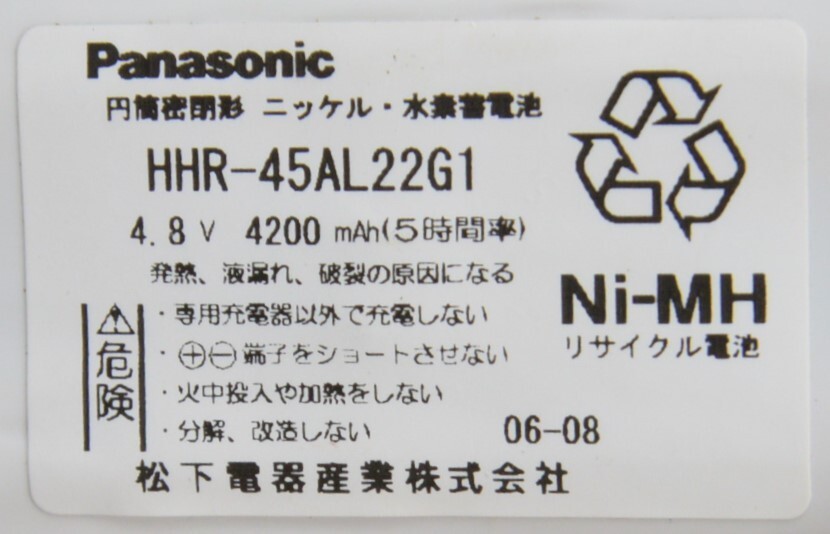 Panasonic
円筒密閉形 ニッケル・水素蓄電池
HHR-45AL22G1
4.8 V 4200 mAh(5時間率)
発熱、液漏れ、破裂の原因になる
危険
・専用充電器以外で充電しない
・⊕⊖端子をショートさせない
・火中投入や加熱をしない
・分解、改造しない
06-08
Ni-MH
リサイクル電池
松下電器産業株式会社